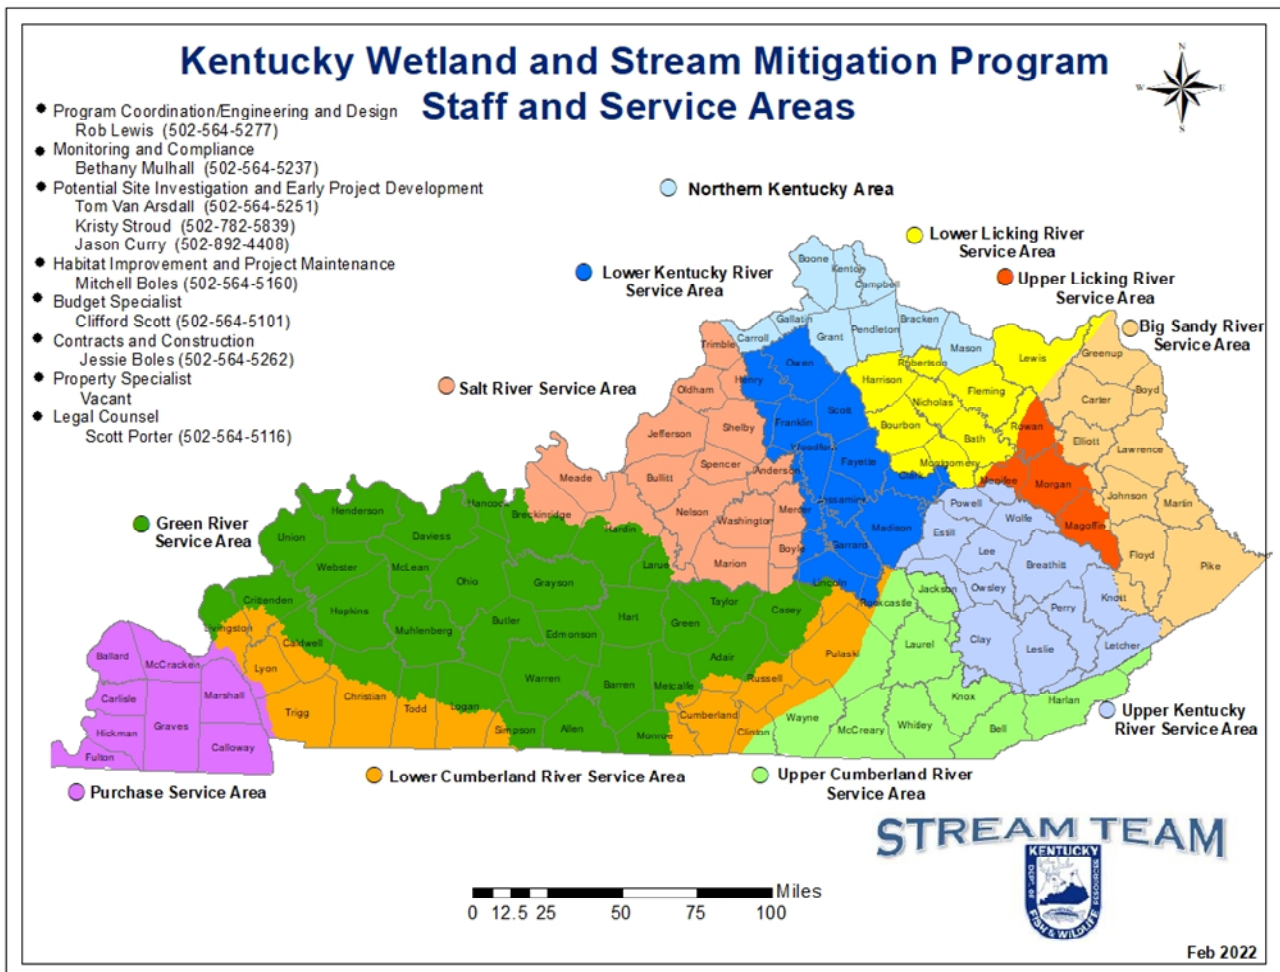 Kentucky Wetland and Stream Mitigation Program
Staff and Service Areas
N
W
E
S
Program Coordination/Engineering and Design
Rob Lewis (502-564-5277)
Monitoring and Compliance
Bethany Mulhall (502-564-5237)
Potential Site Investigation and Early Project Development
Tom Van Arsdall (502-564-5251)
Kristy Stroud (502-782-5839)
Jason Curry (502-892-4408)
Habitat Improvement and Project Maintenance
Mitchell Boles (502-564-5160)
Budget Specialist
Clifford Scott (502-564-5101)
Contracts and Construction
Jessie Boles (502-564-5262)
Property Specialist
Vacant
Legal Counsel
Scott Porter (502-564-5116)
Northern Kentucky Area
Lower Licking River
Service Area
Lower Kentucky River
Service Area
Upper Licking River
Service Area
Big Sandy River
Service Area
Salt River Service Area
Green River
Service Area
Boone
Kenton
Campbell
Gallatin
Carroll
Grant
Pendleton
Bracken
Mason
Trimble
Owen
Robertson
Lewis
Greenup
Henry
Harrison
Fleming
Boyd
Oldham
Nicholas
Carter
Scott
Franklin
Bourbon
Rowan
Jefferson
Shelby
Bath
Elliott
Lawrence
Woodford
Spencer
Anderson
Fayette
Montgomery
Clark
Meade
Bullitt
Menifee
Morgan
Johnson
Martin
Hancock
Henderson
Breckinridge
Nelson
Mercer
Jessamine
Powell
Washington
Madison
Wolfe
Magoffin
Hardin
Union
Daviess
Estill
Boyle
Garrard
Lee
Floyd
Pike
Webster
McLean
Larue
Marion
Breathitt
Ohio
Grayson
Lincoln
Jackson
Owsley
Knott
Crittenden
Hopkins
Taylor
Casey
Rockcastle
Perry
Hart
Butler
Green
Livingston
Muhlenberg
Edmonson
Caldwell
Clay
Laurel
Leslie
Letcher
Ballard
McCracken
Pulaski
Adair
Lyon
Warren
Barren
Metcalfe
Russell
Carlisle
Marshall
Christian
Knox
Harlan
Todd
Logan
Trigg
Cumberland
Wayne
Graves
Whitley
McCreary
Bell
Hickman
Simpson
Allen
Monroe
Clinton
Calloway
Fulton
Upper Kentucky
River Service Area
Lower Cumberland River Service Area
Upper Cumberland River
Service Area
Purchase Service Area
STREAM TEAM
KENTUCKY
DEPT. OF
RESOURCES
FISH & WILDLIFE
Miles
0 12.5 25 50 75 100
Feb 2022